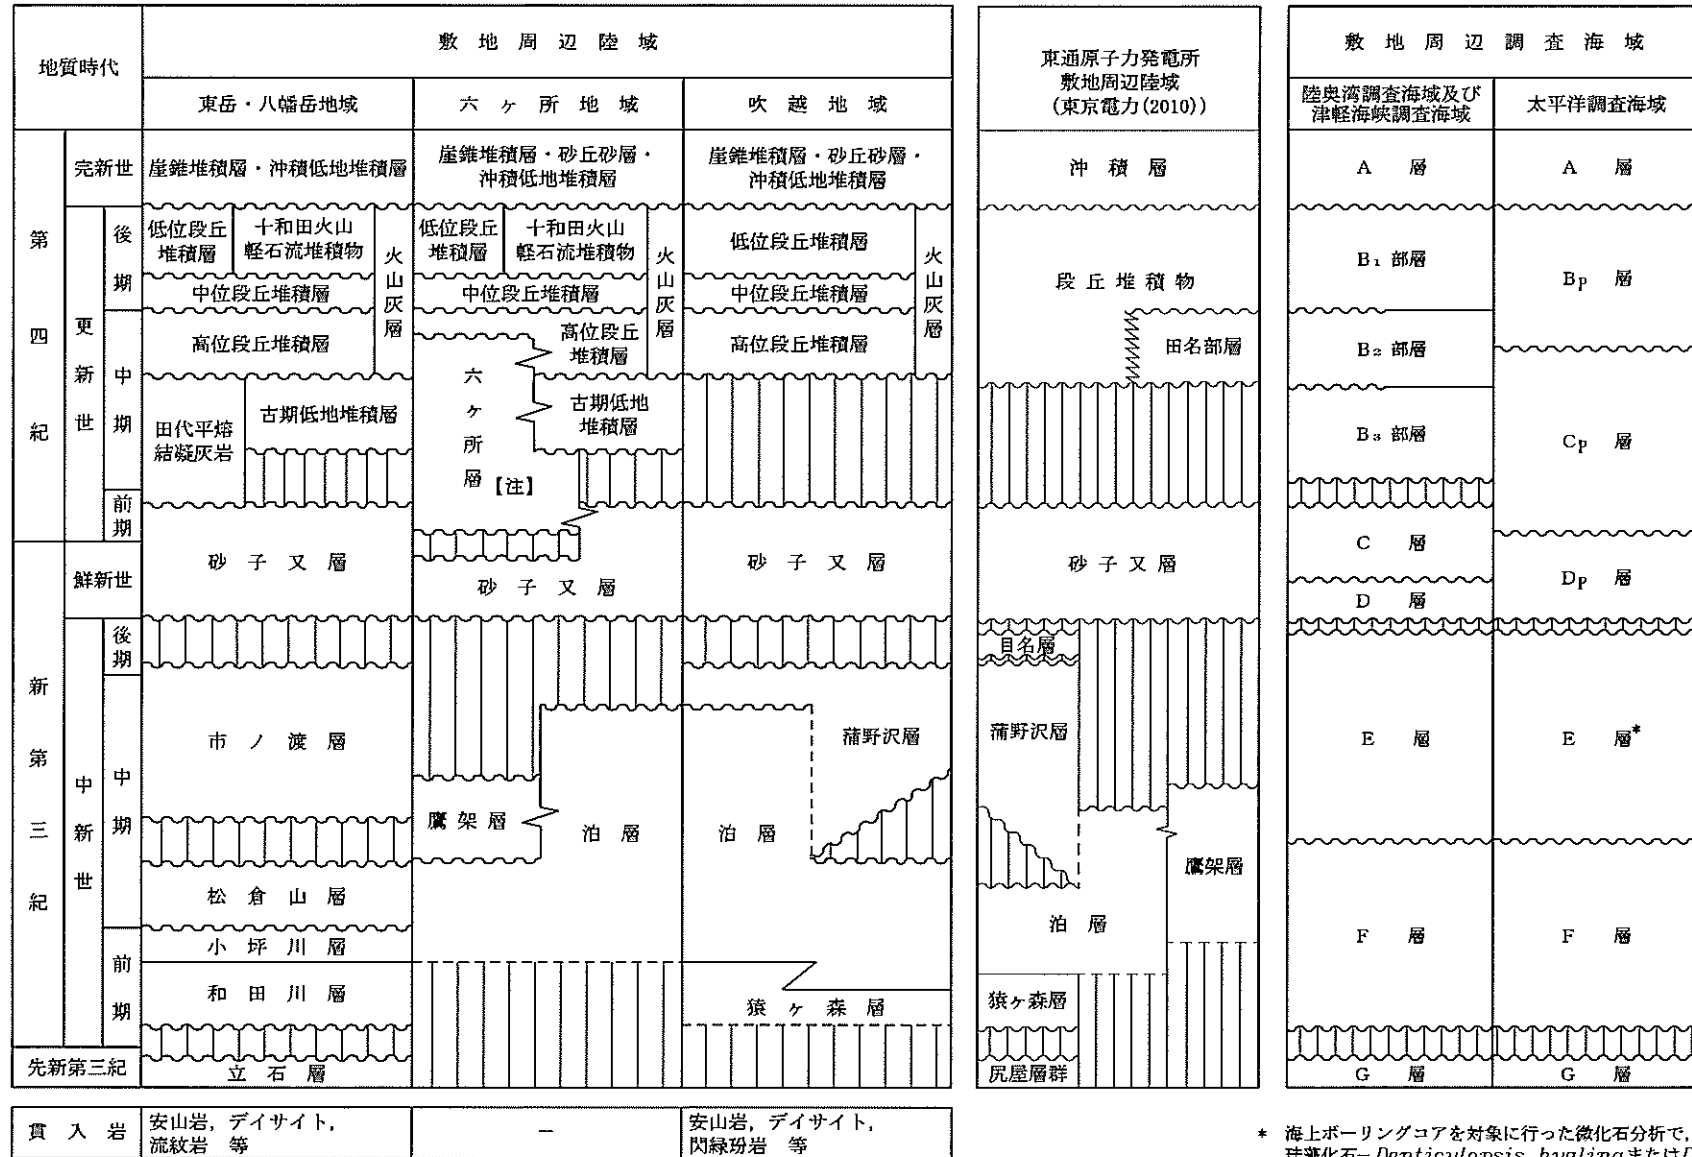 地質時代
敷地周辺陸域
東岳・八幡岳地域
六ヶ所地域
吹越地域
東通原子力発電所
敷地周辺陸域
(東京電力(2010))
敷地周辺調査海域
陸奥湾調査海域及び
津軽海峡調査海域
太平洋調査海域
第四紀
完新世
更新世
後期
中期
前期
新第三紀
鮮新世
中新世
後期
中期
前期
先新第三紀
崖錐堆積層・沖積低地堆積層
低位段丘
堆積層
十和田火山
軽石流堆積物
火山灰層
中位段丘堆積層
高位段丘堆積層
田代平熔
結凝灰岩
古期低地堆積層
砂子又層
市ノ渡層
松倉山層
小坪川層
和田川層
立石層
崖錐堆積層・砂丘砂層・
沖積低地堆積層
低位段丘
堆積層
十和田火山
軽石流堆積物
火山灰層
中位段丘堆積層
高位段丘
堆積層
六ヶ所層
【注】
古期低地
堆積層
砂子又層
鷹架層
泊層
崖錐堆積層・砂丘砂層・
沖積低地堆積層
低位段丘堆積層
火山灰層
中位段丘堆積層
高位段丘堆積層
砂子又層
蒲野沢層
泊層
猿ヶ森層
沖積層
段丘堆積物
田名部層
砂子又層
目名層
蒲野沢層
鷹架層
泊層
猿ヶ森層
尻屋層群
A 層
B₁ 部層
B₂ 部層
B₃ 部層
C 層
D 層
E 層
F 層
G 層
A 層
Bp 層
Cp 層
Dp 層
E 層*
F 層
G 層
貫入岩
安山岩，デイサイト，
流紋岩 等
−
安山岩，デイサイト，
閃緑玢岩 等
* 海上ボーリングコアを対象に行った微化石分析で，
珪藻化石−Denticulopsis hyalinaまたは